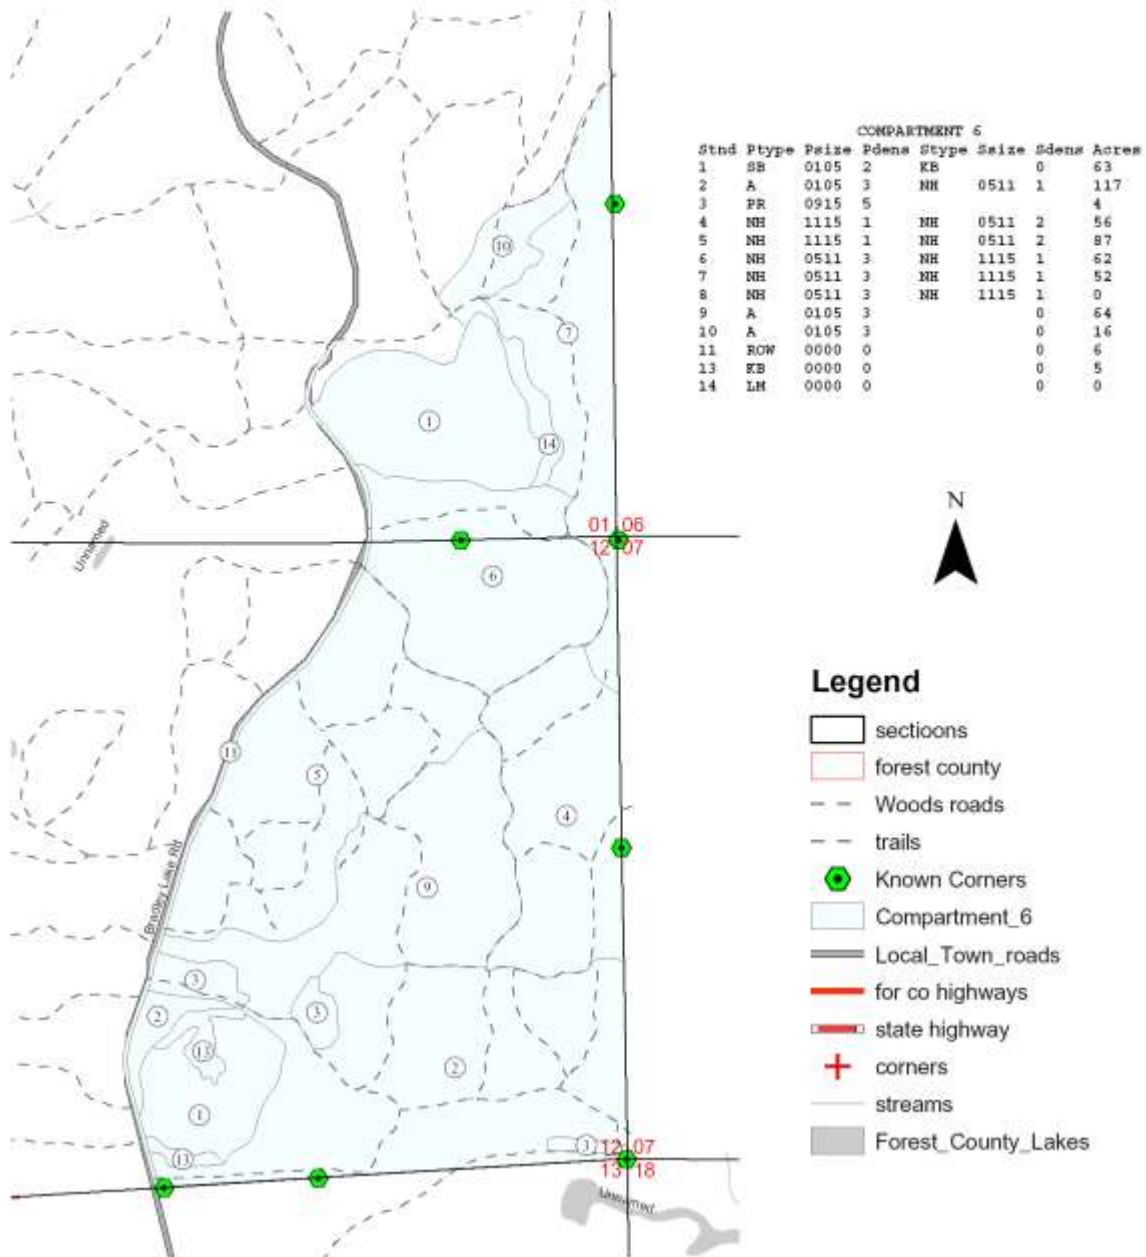 COMPARTMENT 6
Stnd Ptype Psize Pdens Stype Ssize Sdens Acres
1 SB 0105 2 KB 0 63
2 A 0105 3 NH 0511 1 117
3 PR 0915 5 4
4 NH 1115 1 NH 0511 2 56
5 NH 1115 1 NH 0511 2 87
6 NH 0511 3 NH 1115 1 62
7 NH 0511 3 NH 1115 1 52
8 NH 0511 3 NH 1115 1 0
9 A 0105 3 0 64
10 A 0105 3 0 16
11 ROW 0000 0 0 6
13 KB 0000 0 0 5
14 LM 0000 0 0 0
10
7
1
14
01 06
12 07
Unnamed
6
11
5
4
Bradley Lake Rd
9
3
3
2
13
2
1
13
3
12 07
13 18
Unnamed
N
Legend
sectioons
forest county
Woods roads
trails
Known Corners
Compartment_6
Local_Town_roads
for co highways
state highway
corners
streams
Forest_County_Lakes